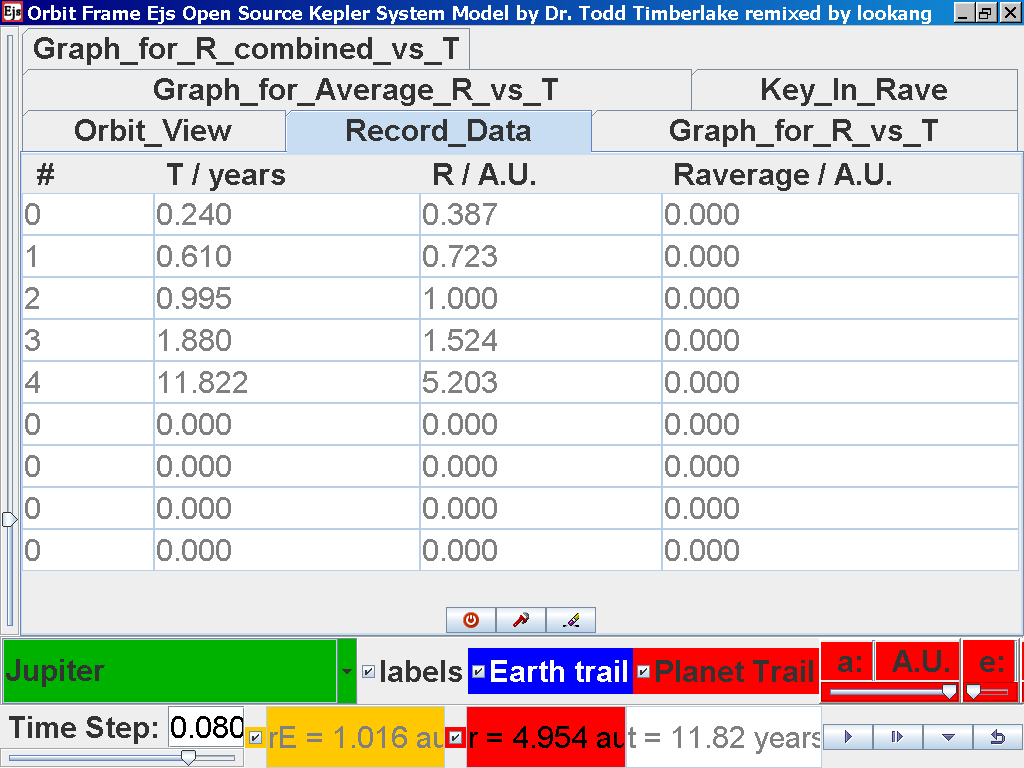 Ejs Orbit Frame Ejs Open Source Kepler System Model by Dr. Todd Timberlake remixed by lookang
Graph_for_R_combined_vs_T
Graph_for_Average_R_vs_T Key_In_Rave
Orbit_View Record_Data Graph_for_R_vs_T
# T / years R / A.U. Raverage / A.U.
0 0.240 0.387 0.000
1 0.610 0.723 0.000
2 0.995 1.000 0.000
3 1.880 1.524 0.000
4 11.822 5.203 0.000
0 0.000 0.000 0.000
0 0.000 0.000 0.000
0 0.000 0.000 0.000
0 0.000 0.000 0.000
Jupiter labels Earth trail Planet Trail a: A.U. e:
Time Step: 0.080 rE = 1.016 au r = 4.954 au t = 11.82 years